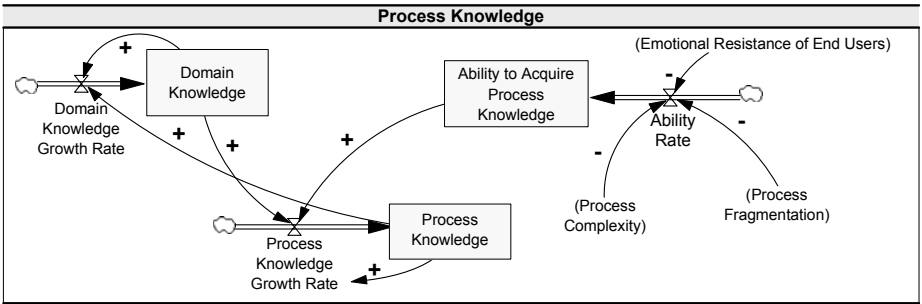 Process Knowledge
(Emotional Resistance of End Users)
+
Domain
Knowledge
Ability to Acquire
Process
Knowledge
-
Domain
Knowledge
Growth Rate
Ability
Rate
+
+
+
-
-
(Process
Complexity)
(Process
Fragmentation)
Process
Knowledge
Process
Knowledge
Growth Rate
+